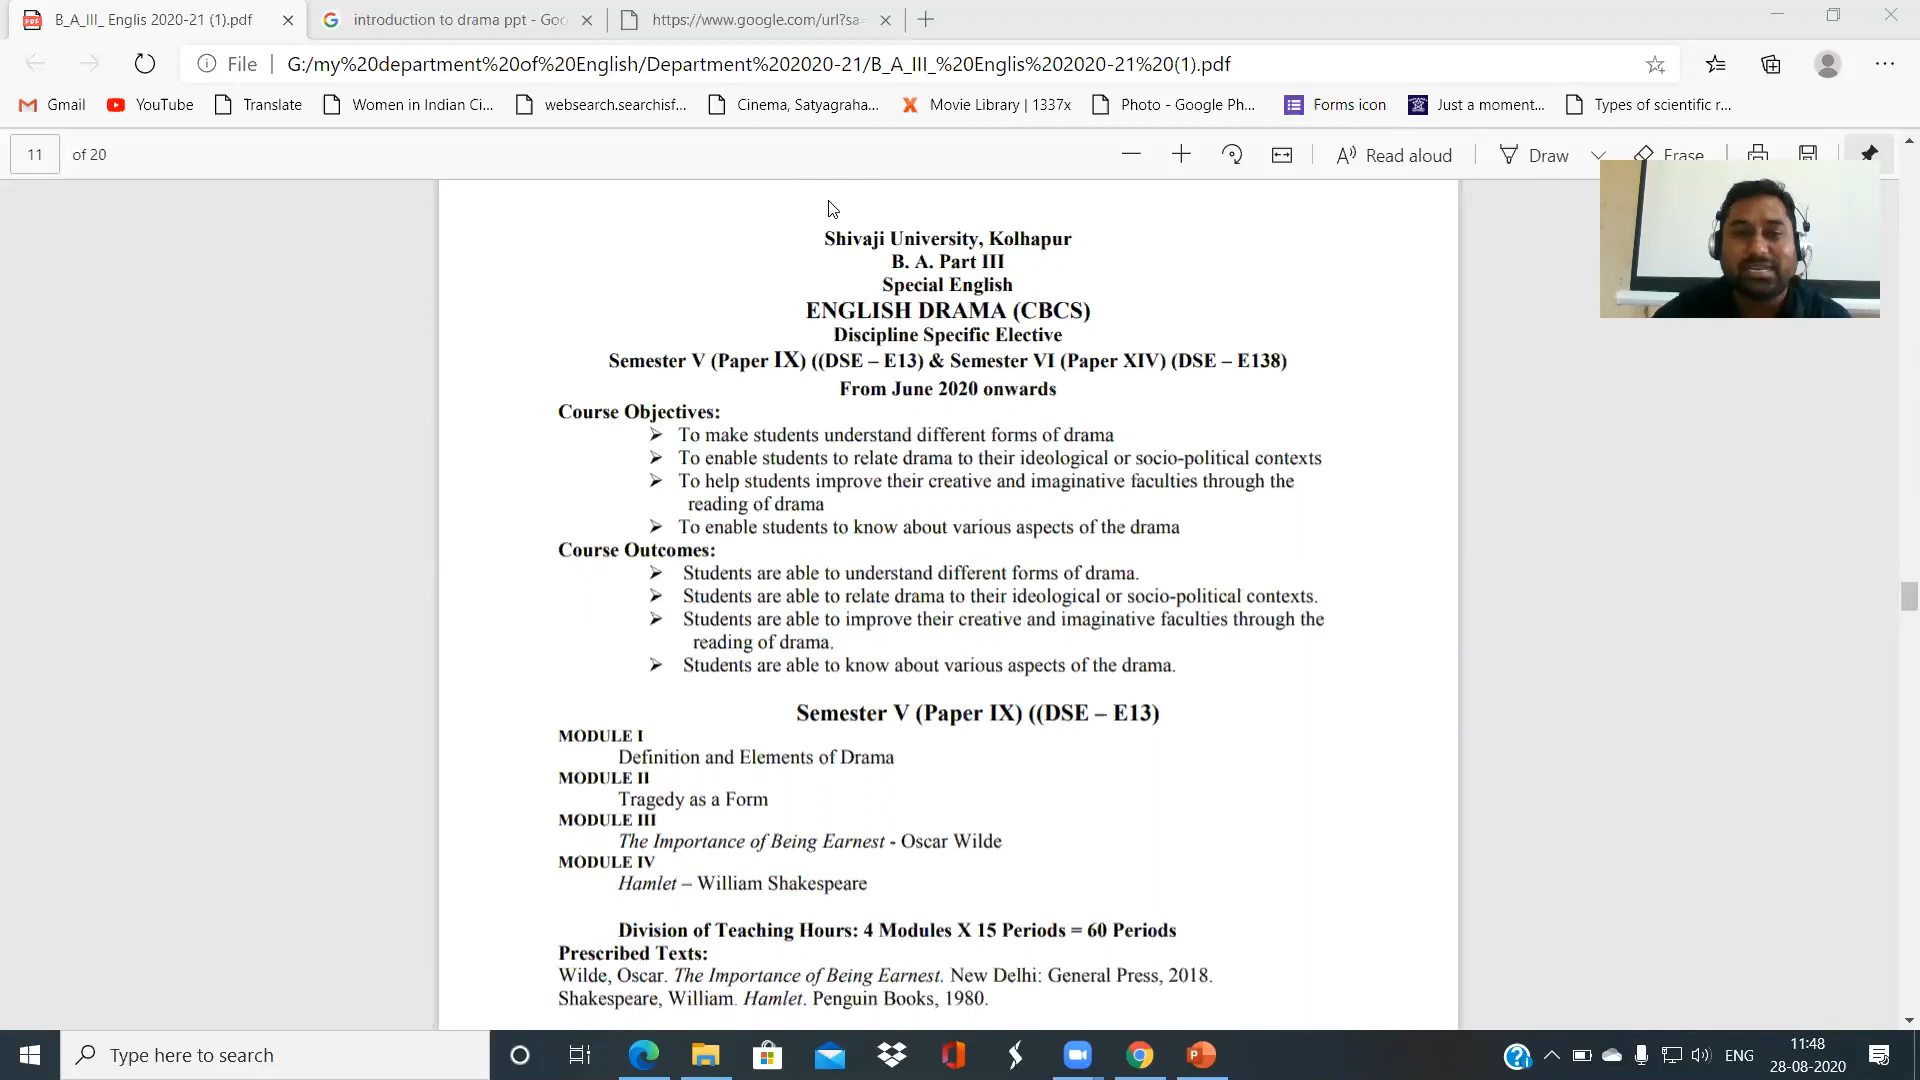 B_A_III_ Englis 2020-21 (1).pdf
introduction to drama ppt - Goo
https://www.google.com/url?sa=
File
G:/my%20department%20of%20English/Department%202020-21/B_A_III_%20Englis%202020-21%20(1).pdf
Gmail
YouTube
Translate
Women in Indian Ci...
websearch.searchisf...
Cinema, Satyagraha...
Movie Library | 1337x
Photo - Google Ph...
Forms icon
Just a moment...
Types of scientific r...
11 of 20
Read aloud
Draw
Erase
Shivaji University, Kolhapur
B. A. Part III
Special English
ENGLISH DRAMA (CBCS)
Discipline Specific Elective
Semester V (Paper IX) ((DSE – E13) & Semester VI (Paper XIV) (DSE – E138)
From June 2020 onwards
Course Objectives:
➢ To make students understand different forms of drama
➢ To enable students to relate drama to their ideological or socio-political contexts
➢ To help students improve their creative and imaginative faculties through the
reading of drama
➢ To enable students to know about various aspects of the drama
Course Outcomes:
➢ Students are able to understand different forms of drama.
➢ Students are able to relate drama to their ideological or socio-political contexts.
➢ Students are able to improve their creative and imaginative faculties through the
reading of drama.
➢ Students are able to know about various aspects of the drama.
Semester V (Paper IX) ((DSE – E13)
MODULE I
Definition and Elements of Drama
MODULE II
Tragedy as a Form
MODULE III
The Importance of Being Earnest - Oscar Wilde
MODULE IV
Hamlet – William Shakespeare
Division of Teaching Hours: 4 Modules X 15 Periods = 60 Periods
Prescribed Texts:
Wilde, Oscar. The Importance of Being Earnest. New Delhi: General Press, 2018.
Shakespeare, William. Hamlet. Penguin Books, 1980.
Type here to search
ENG
11:48
28-08-2020